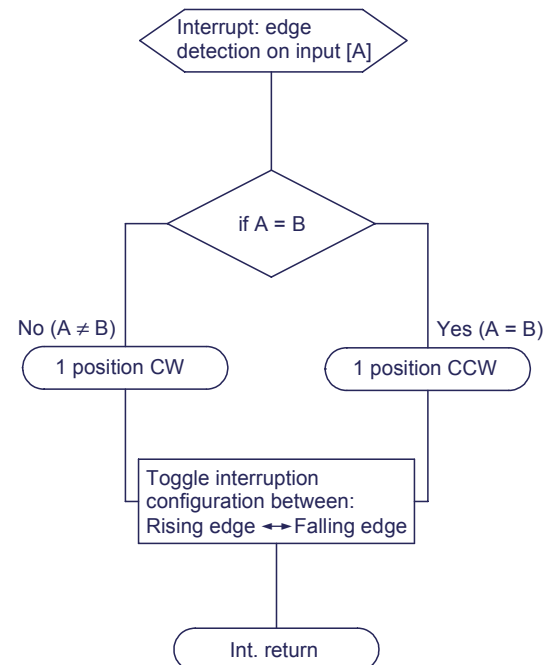 Interrupt: edge
detection on input [A]
if A = B
No (A ≠ B)
Yes (A = B)
1 position CW
1 position CCW
Toggle interruption
configuration between:
Rising edge ↔ Falling edge
Int. return